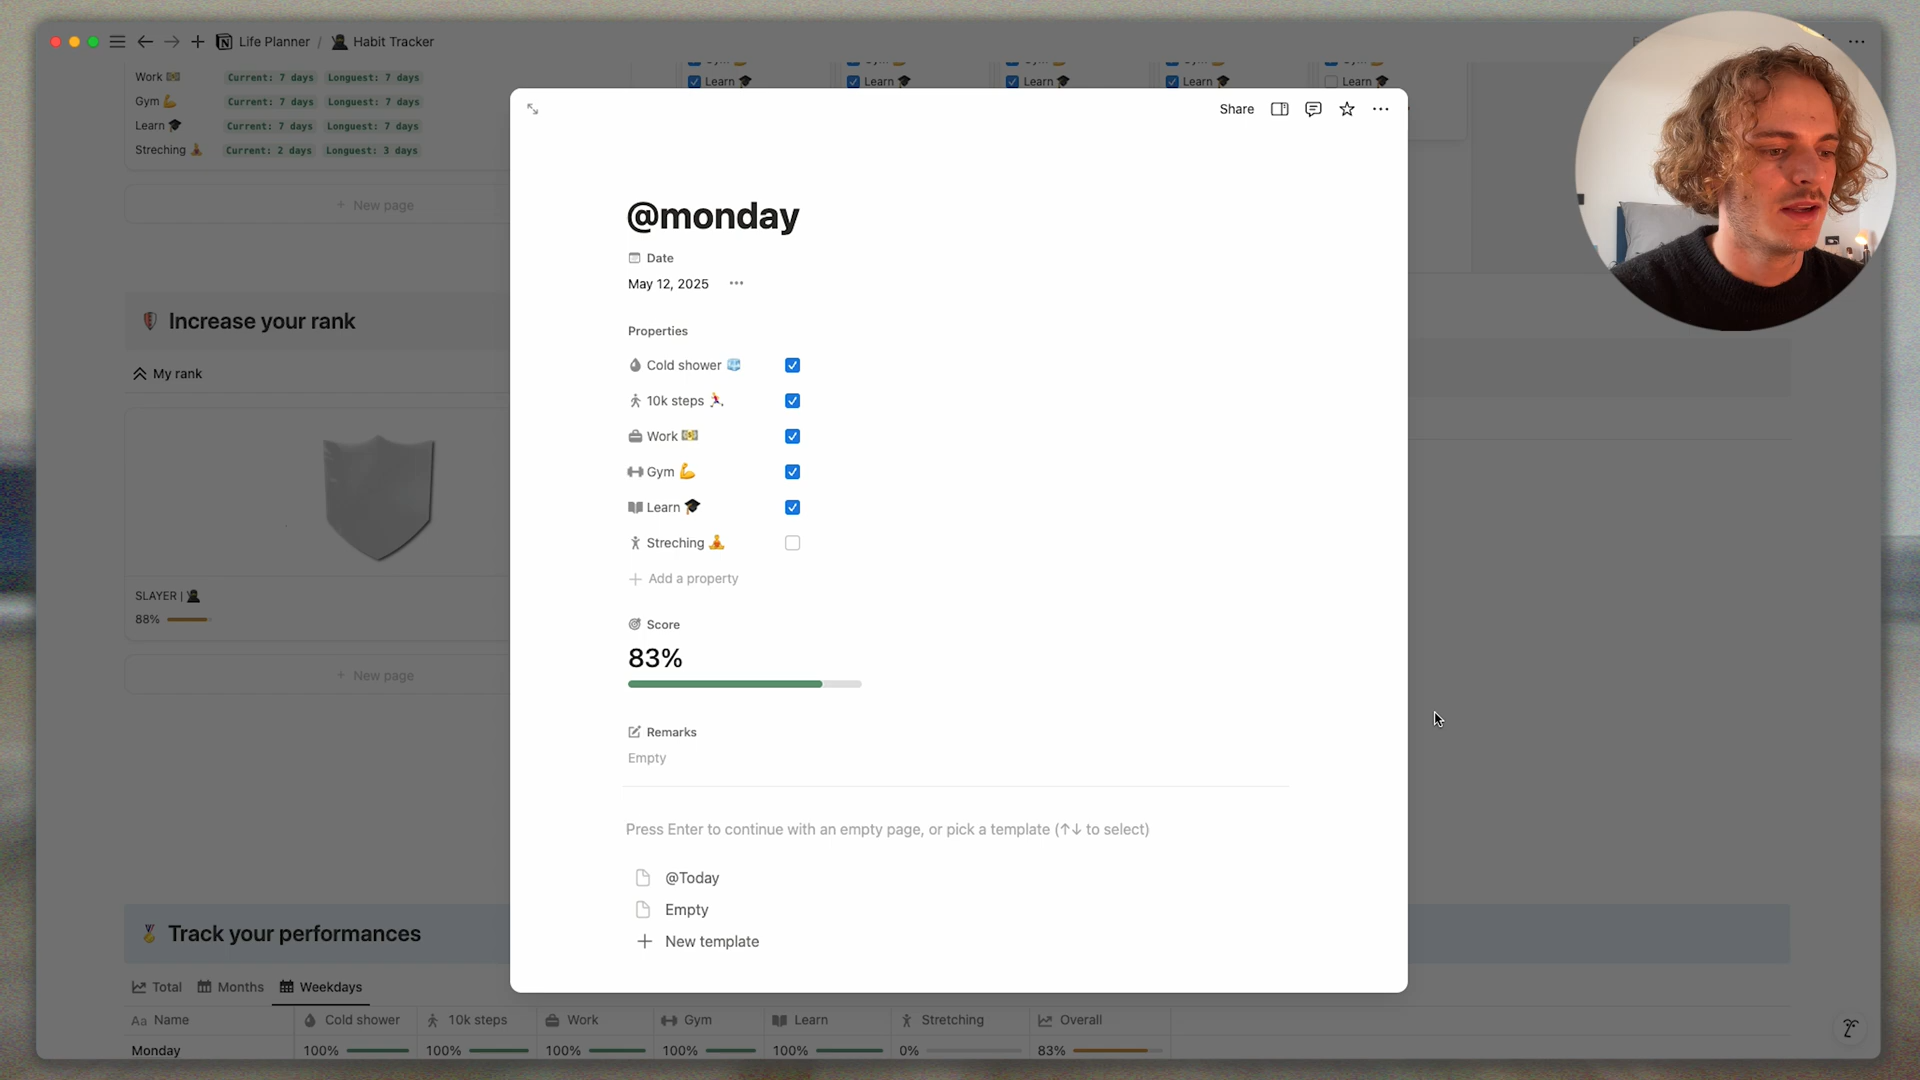 Life Planner / Habit Tracker
Work Current: 7 days Longuest: 7 days
Gym Current: 7 days Longuest: 7 days
Learn Current: 7 days Longuest: 7 days
Streching Current: 2 days Longuest: 3 days
+ New page
Learn
Learn
Learn
Learn
Learn
Increase your rank
My rank
SLAYER |
88%
+ New page
Share
@monday
Date
May 12, 2025
Properties
Cold shower
10k steps
Work
Gym
Learn
Streching
Add a property
Score
83%
Remarks
Empty
Press Enter to continue with an empty page, or pick a template (↑↓ to select)
@Today
Empty
New template
Track your performances
Total Months Weekdays
Aa Name Cold shower 10k steps Work Gym Learn Stretching Overall
Monday 100% 100% 100% 100% 100% 0% 83%